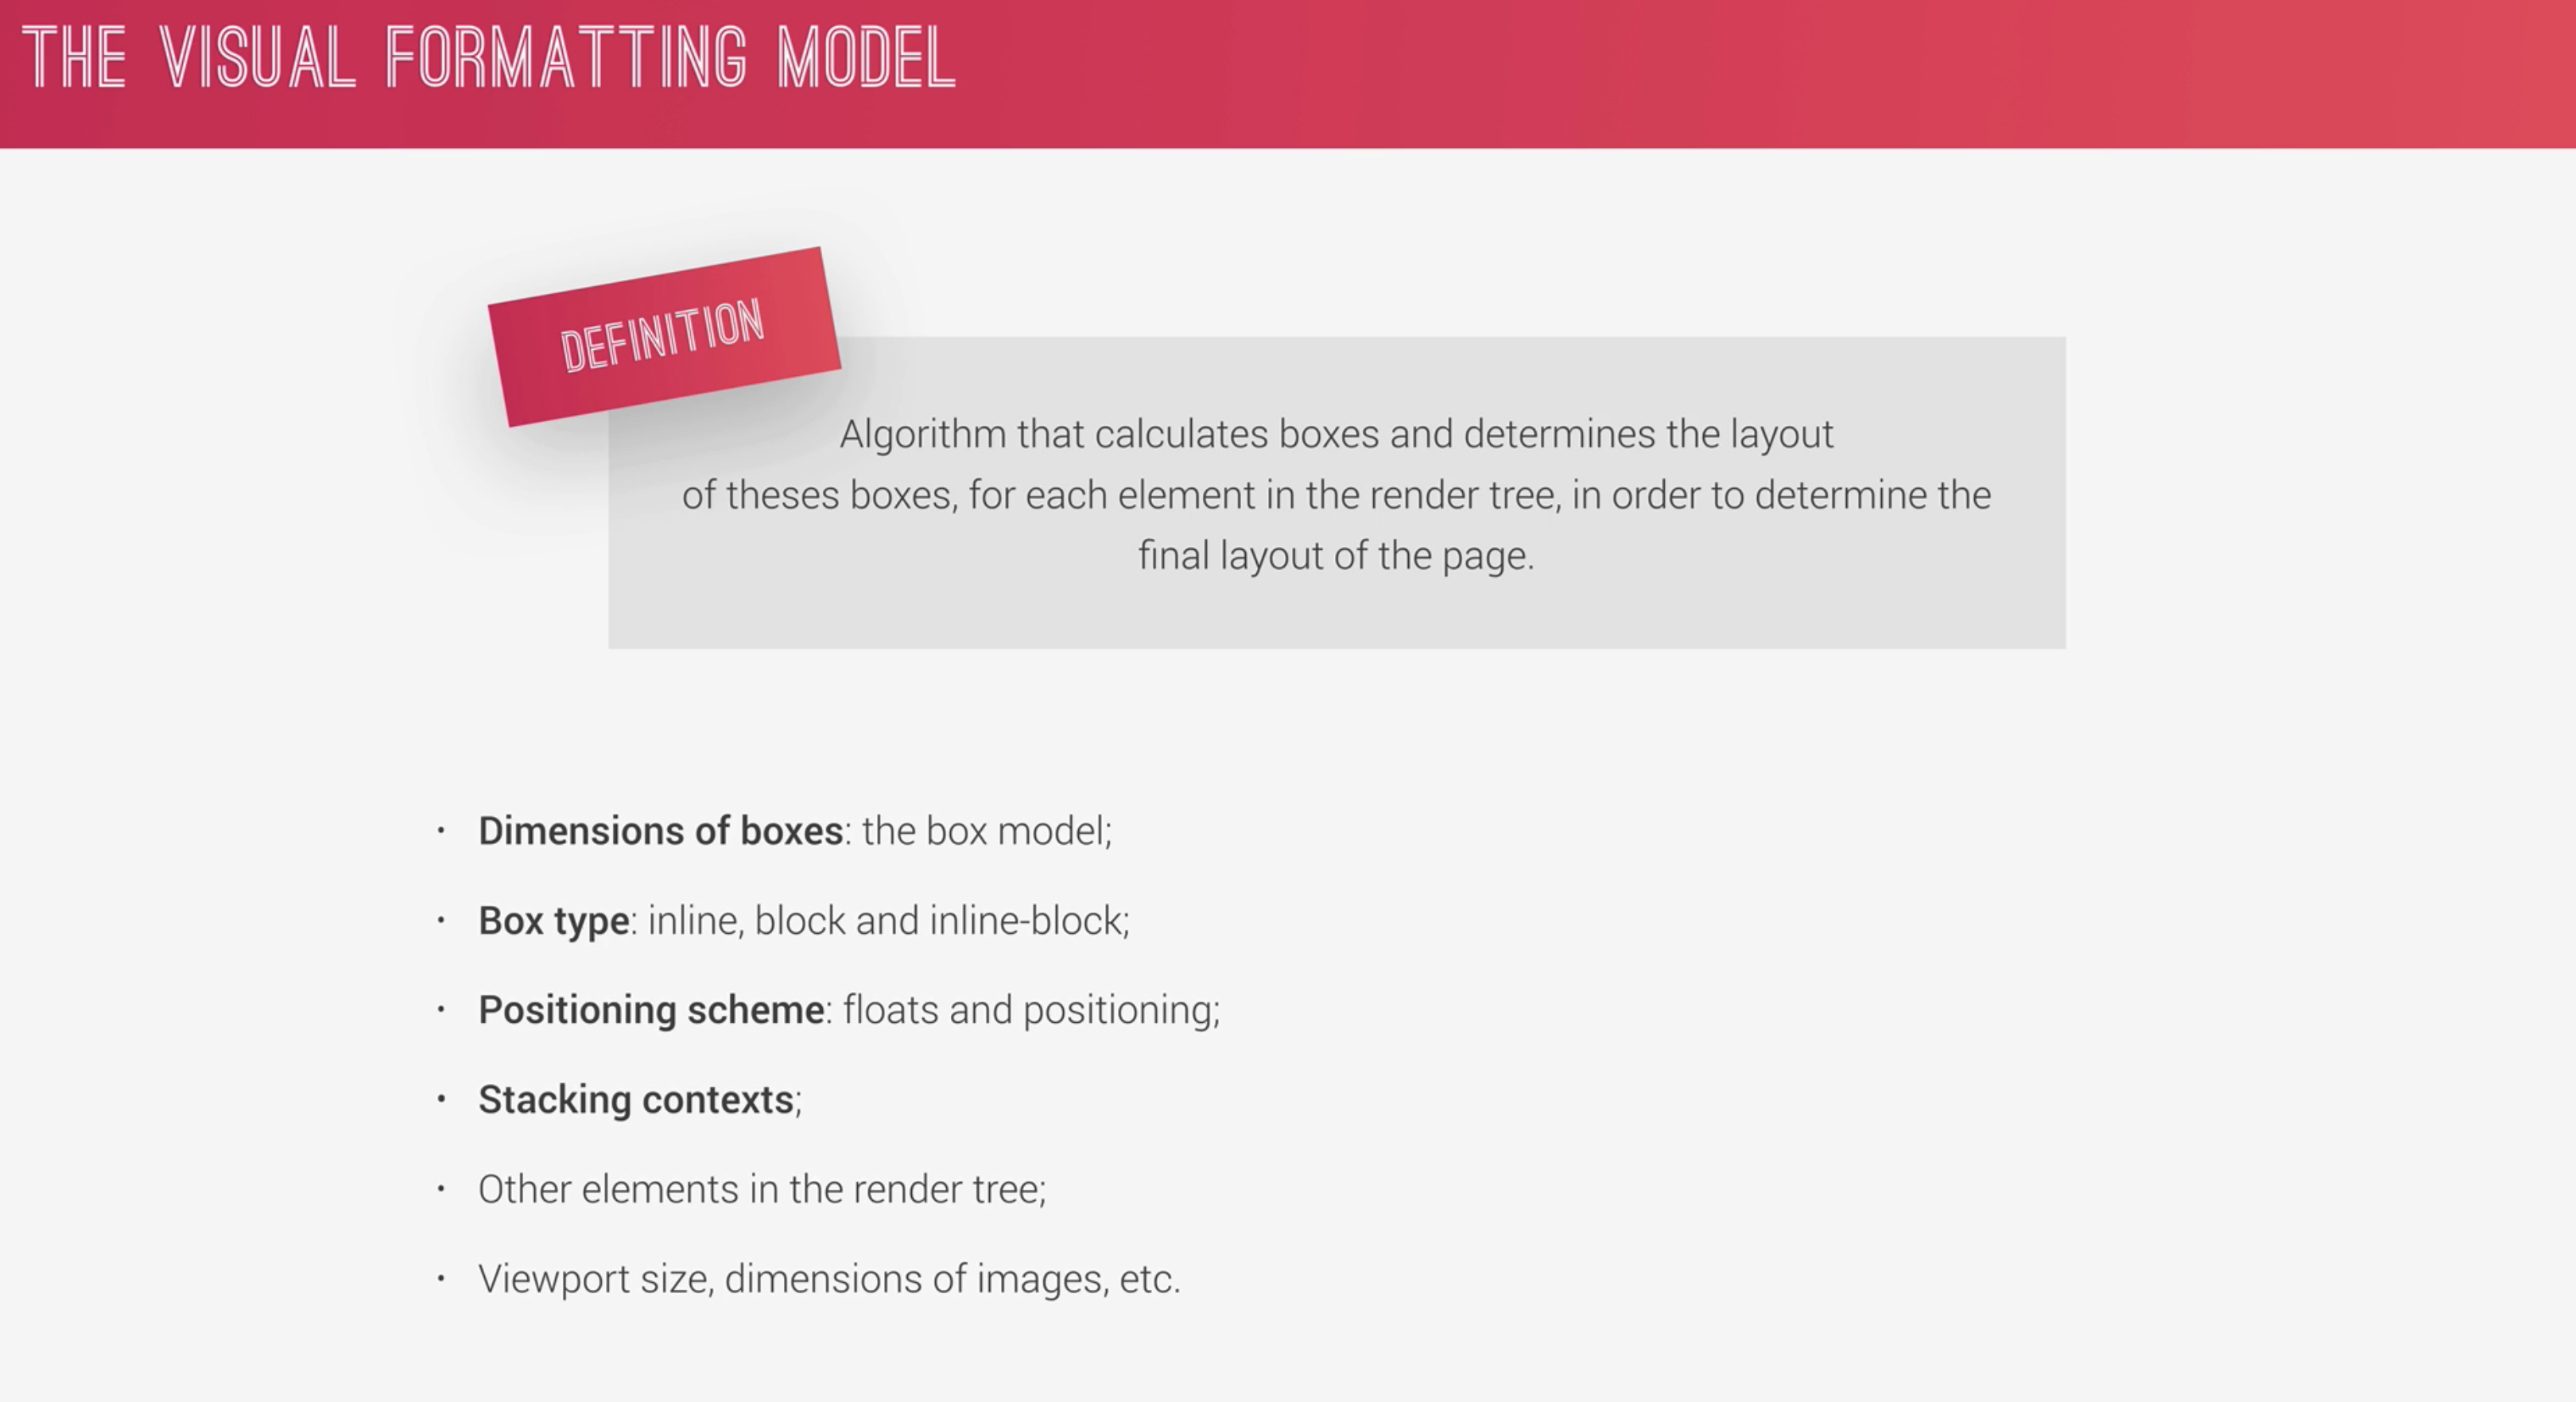 THE VISUAL FORMATTING MODEL
DEFINITION
Algorithm that calculates boxes and determines the layout
of theses boxes, for each element in the render tree, in order to determine the
final layout of the page.
• Dimensions of boxes: the box model;
• Box type: inline, block and inline-block;
• Positioning scheme: floats and positioning;
• Stacking contexts;
• Other elements in the render tree;
• Viewport size, dimensions of images, etc.